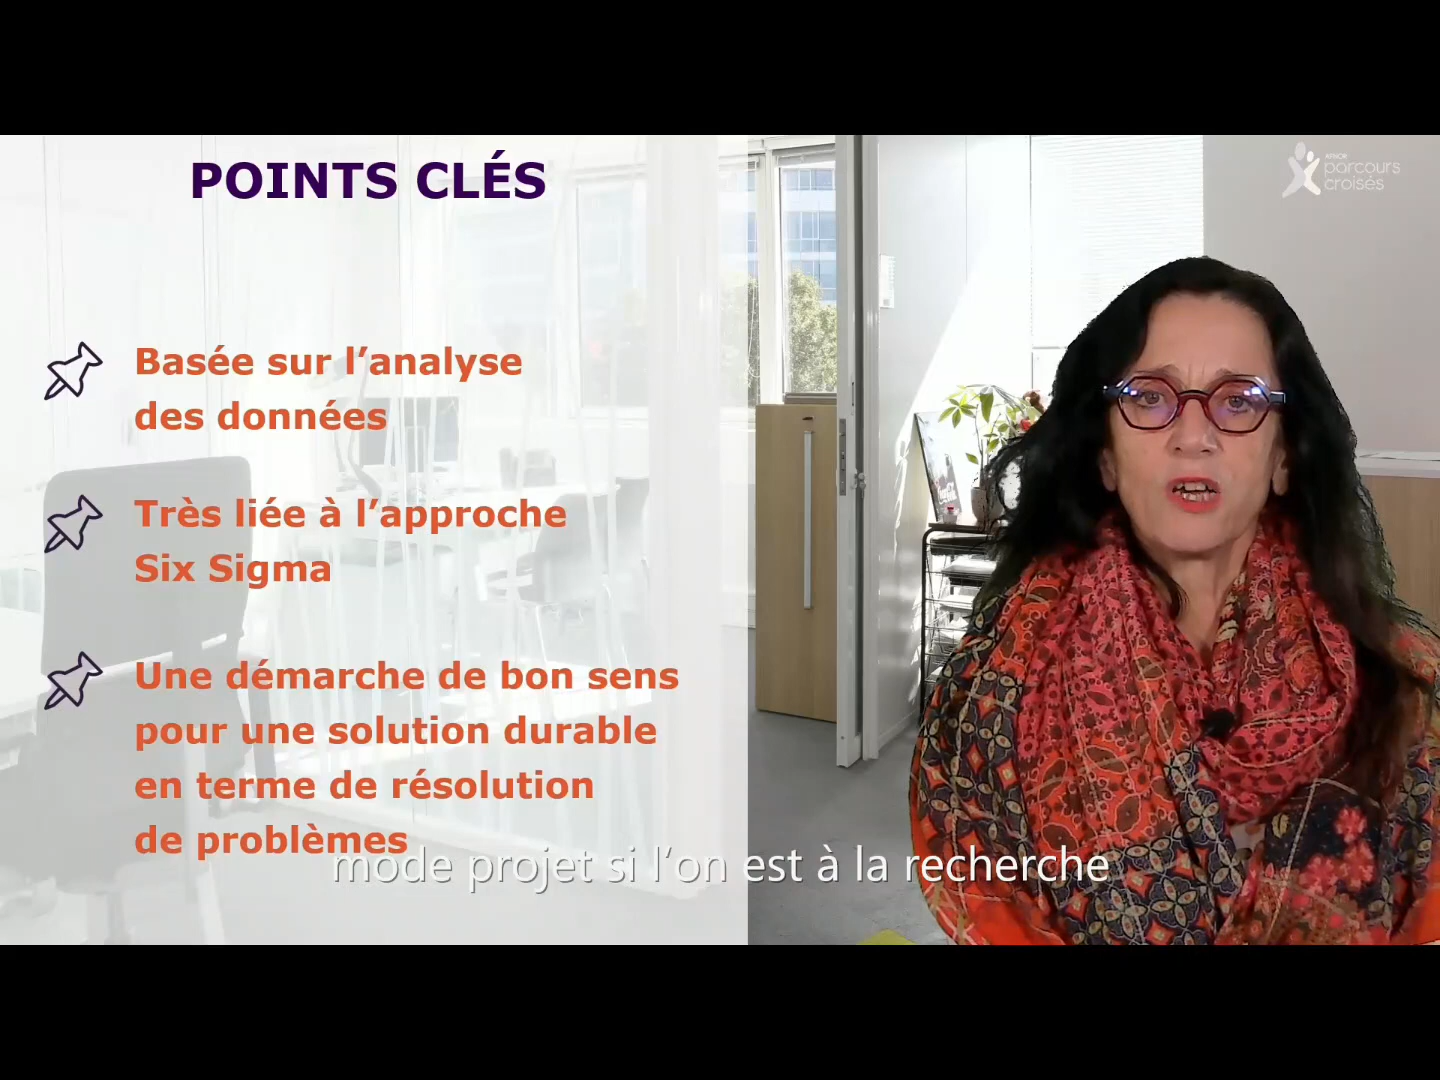 POINTS CLÉS
AFNOR
parcours
croisés
Basée sur l’analyse
des données
Très liée à l’approche
Six Sigma
Une démarche de bon sens
pour une solution durable
en terme de résolution
de problèmes
mode projet si l’on est à la recherche